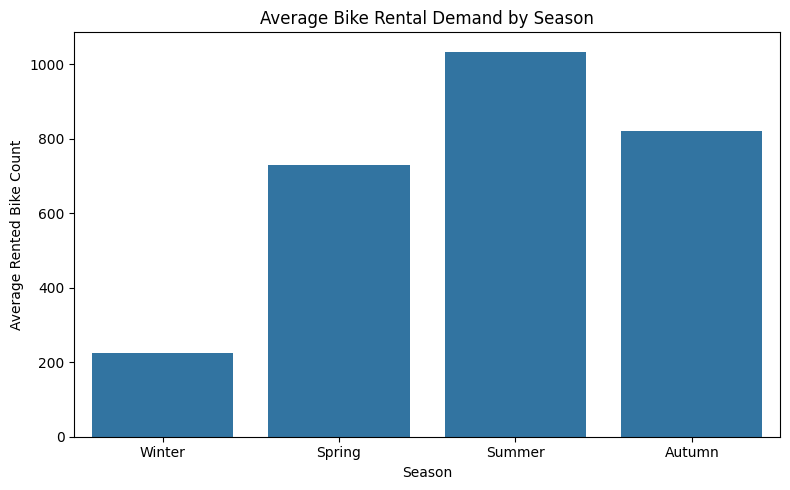 Average Bike Rental Demand by Season
Average Rented Bike Count
1000
800
600
400
200
0
Winter Spring Summer Autumn
Season